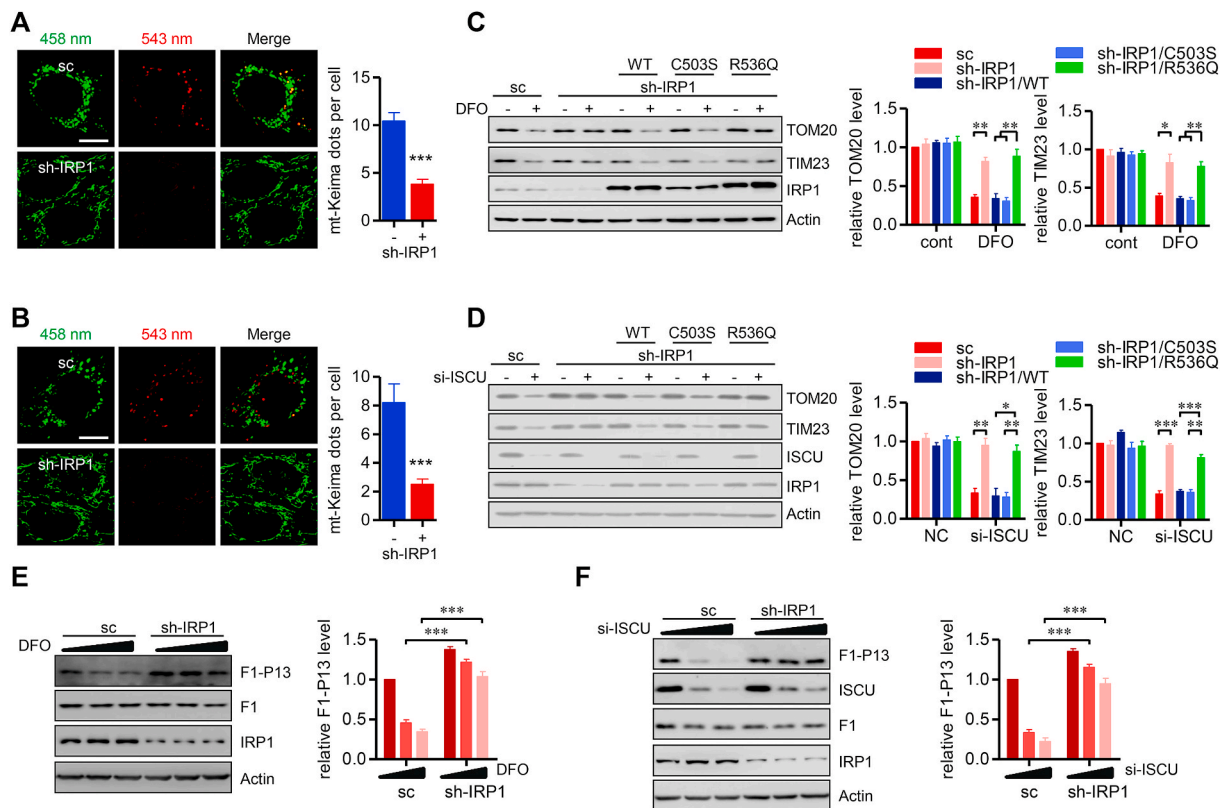 A
458 nm 543 nm Merge
sc
sh-IRP1
mt-Keima dots per cell
15
10
5
0
***
- +
sh-IRP1
C
WT C503S R536Q
sc sh-IRP1
DFO - + - + - + - + - +
TOM20
TIM23
IRP1
Actin
sc
sh-IRP1
sh-IRP1/WT
sh-IRP1/C503S
sh-IRP1/R536Q
relative TOM20 level
1.5
1.0
0.5
0.0
** **
cont DFO
relative TIM23 level
1.5
1.0
0.5
0.0
* **
cont DFO
B
458 nm 543 nm Merge
sc
sh-IRP1
mt-Keima dots per cell
10
8
6
4
2
0
***
- +
sh-IRP1
D
WT C503S R536Q
sc sh-IRP1
si-ISCU - + - + - + - + - +
TOM20
TIM23
ISCU
IRP1
Actin
sc
sh-IRP1
sh-IRP1/WT
sh-IRP1/C503S
sh-IRP1/R536Q
relative TOM20 level
1.5
1.0
0.5
0.0
*
** **
NC si-ISCU
relative TIM23 level
1.5
1.0
0.5
0.0
***
*** **
NC si-ISCU
E
sc sh-IRP1
DFO
F1-P13
F1
IRP1
Actin
relative F1-P13 level
1.5
1.0
0.5
0.0
***
***
DFO
sc sh-IRP1
F
sc sh-IRP1
si-ISCU
F1-P13
ISCU
F1
IRP1
Actin
relative F1-P13 level
1.5
1.0
0.5
0.0
***
***
si-ISCU
sc sh-IRP1